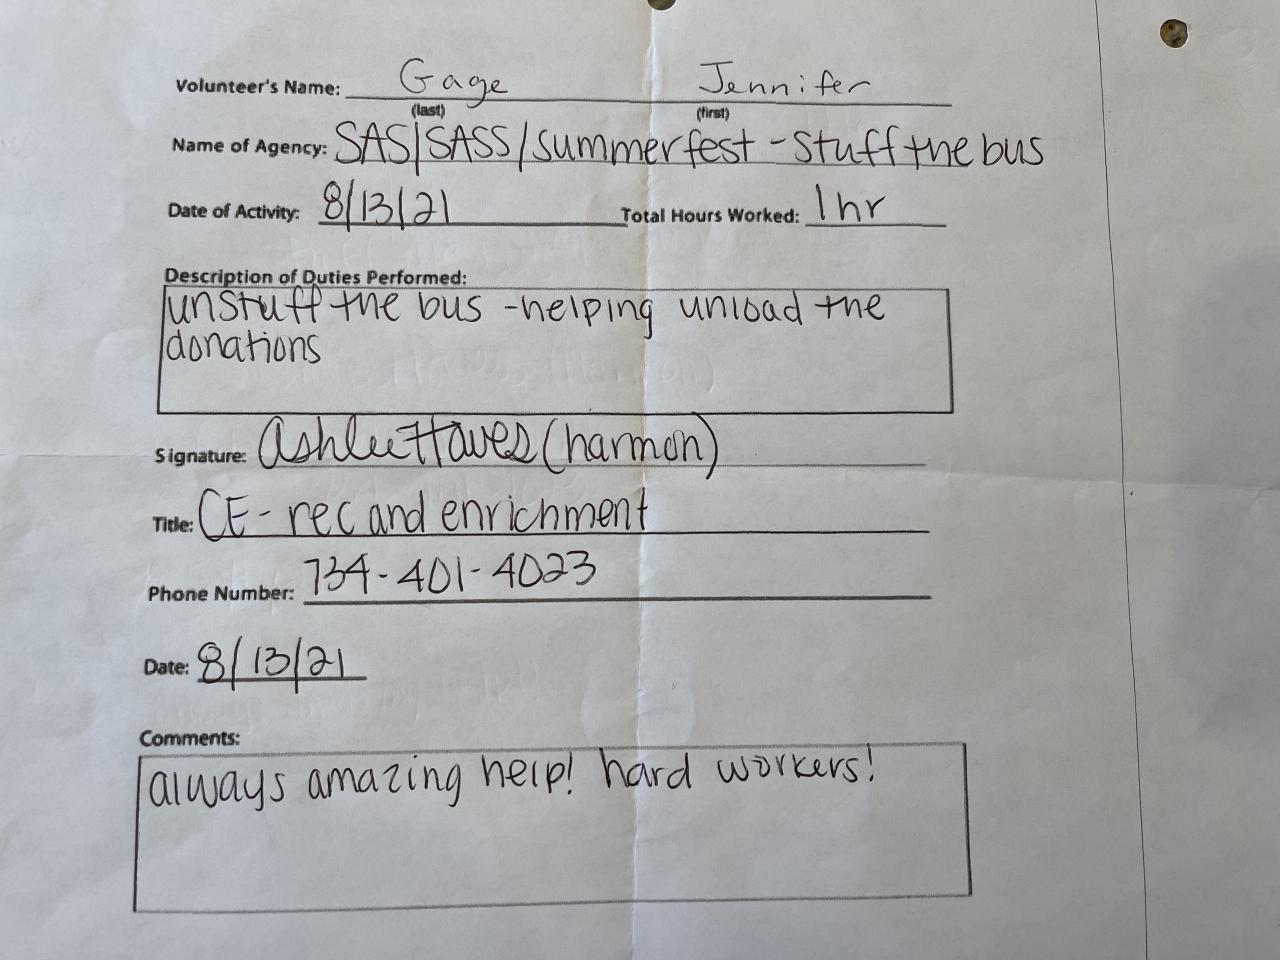 Volunteer's Name: Gage Jennifer
(last) (first)
Name of Agency: SAS/SASS/summerfest - Stuff the bus
Date of Activity: 8/13/21 Total Hours Worked: 1 hr
Description of Duties Performed:
unstuff the bus - helping unload the
donations
Signature: Ashlee Hawes (harmon)
Title: CE - rec and enrichment
Phone Number: 734-401-4023
Date: 8/13/21
Comments:
always amazing help! hard workers!